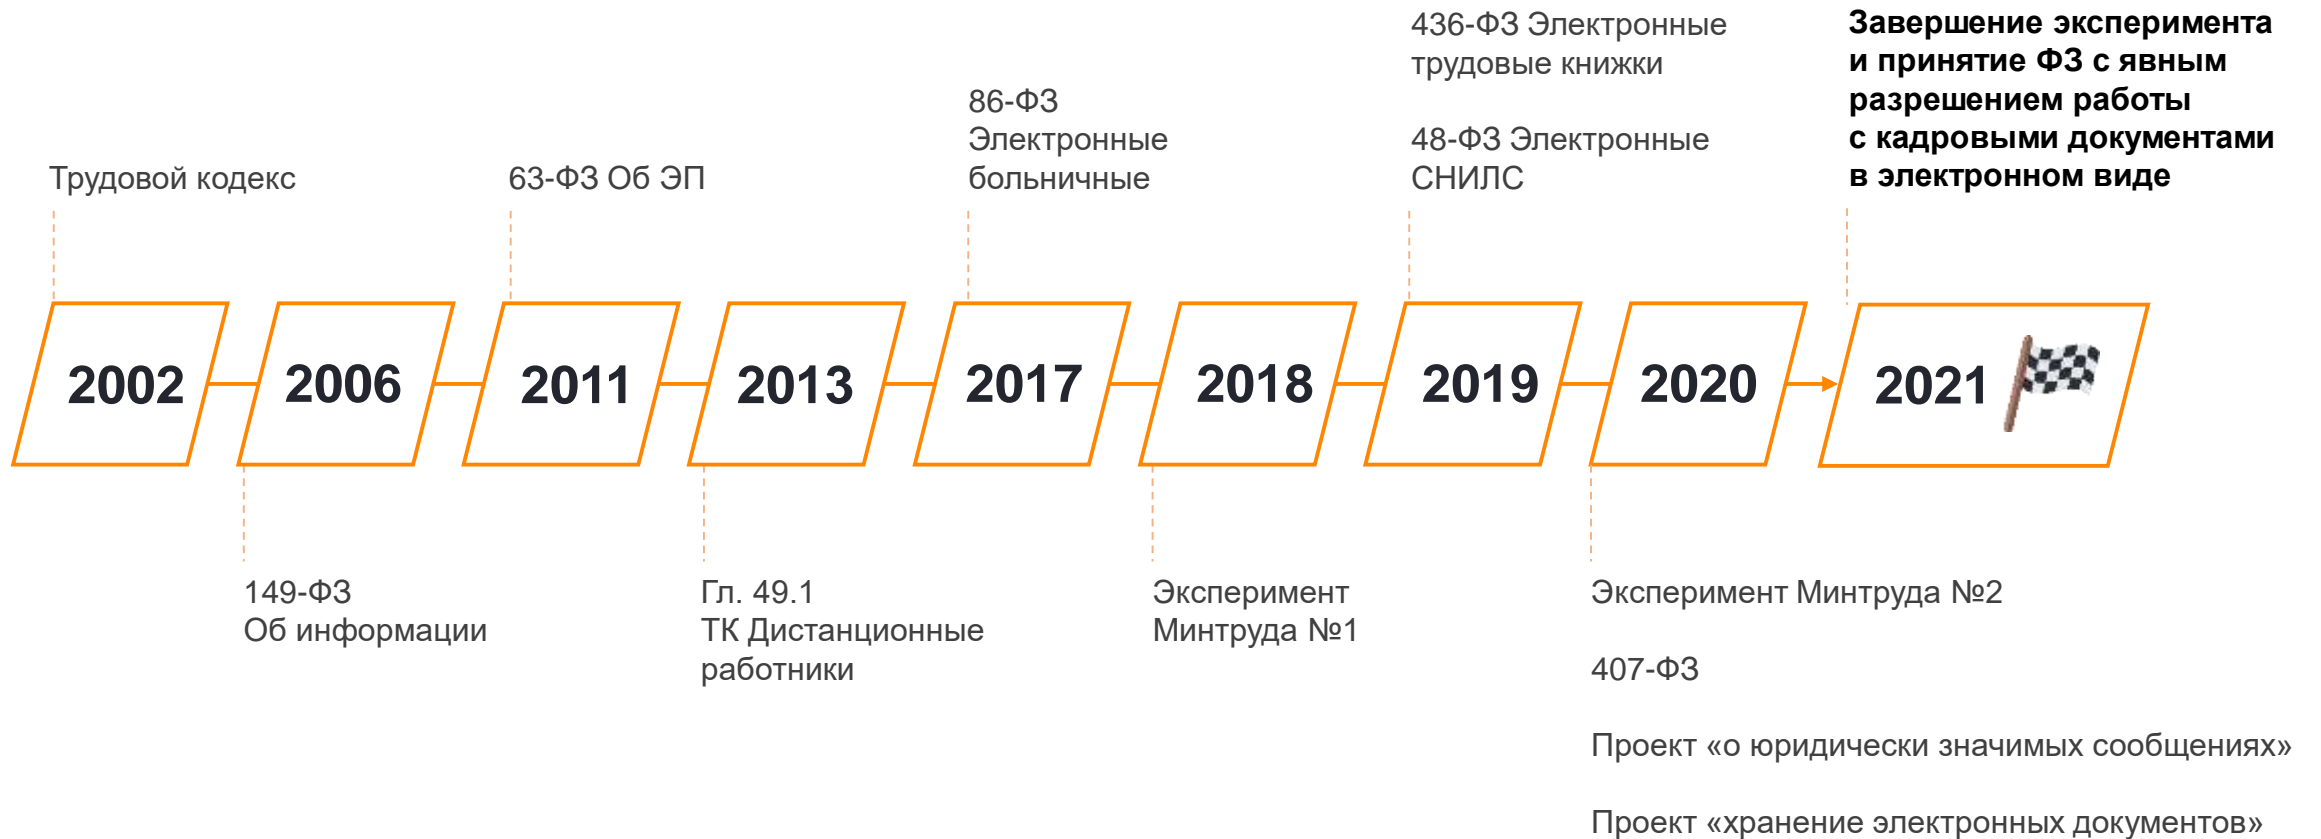 436-ФЗ Электронные
трудовые книжки
48-ФЗ Электронные
СНИЛС
Завершение эксперимента
и принятие ФЗ с явным
разрешением работы
с кадровыми документами
в электронном виде
86-ФЗ
Электронные
больничные
Трудовой кодекс
63-ФЗ Об ЭП
2002
2006
2011
2013
2017
2018
2019
2020
2021
149-ФЗ
Об информации
Гл. 49.1
ТК Дистанционные
работники
Эксперимент
Минтруда №1
Эксперимент Минтруда №2
407-ФЗ
Проект «о юридически значимых сообщениях»
Проект «хранение электронных документов»